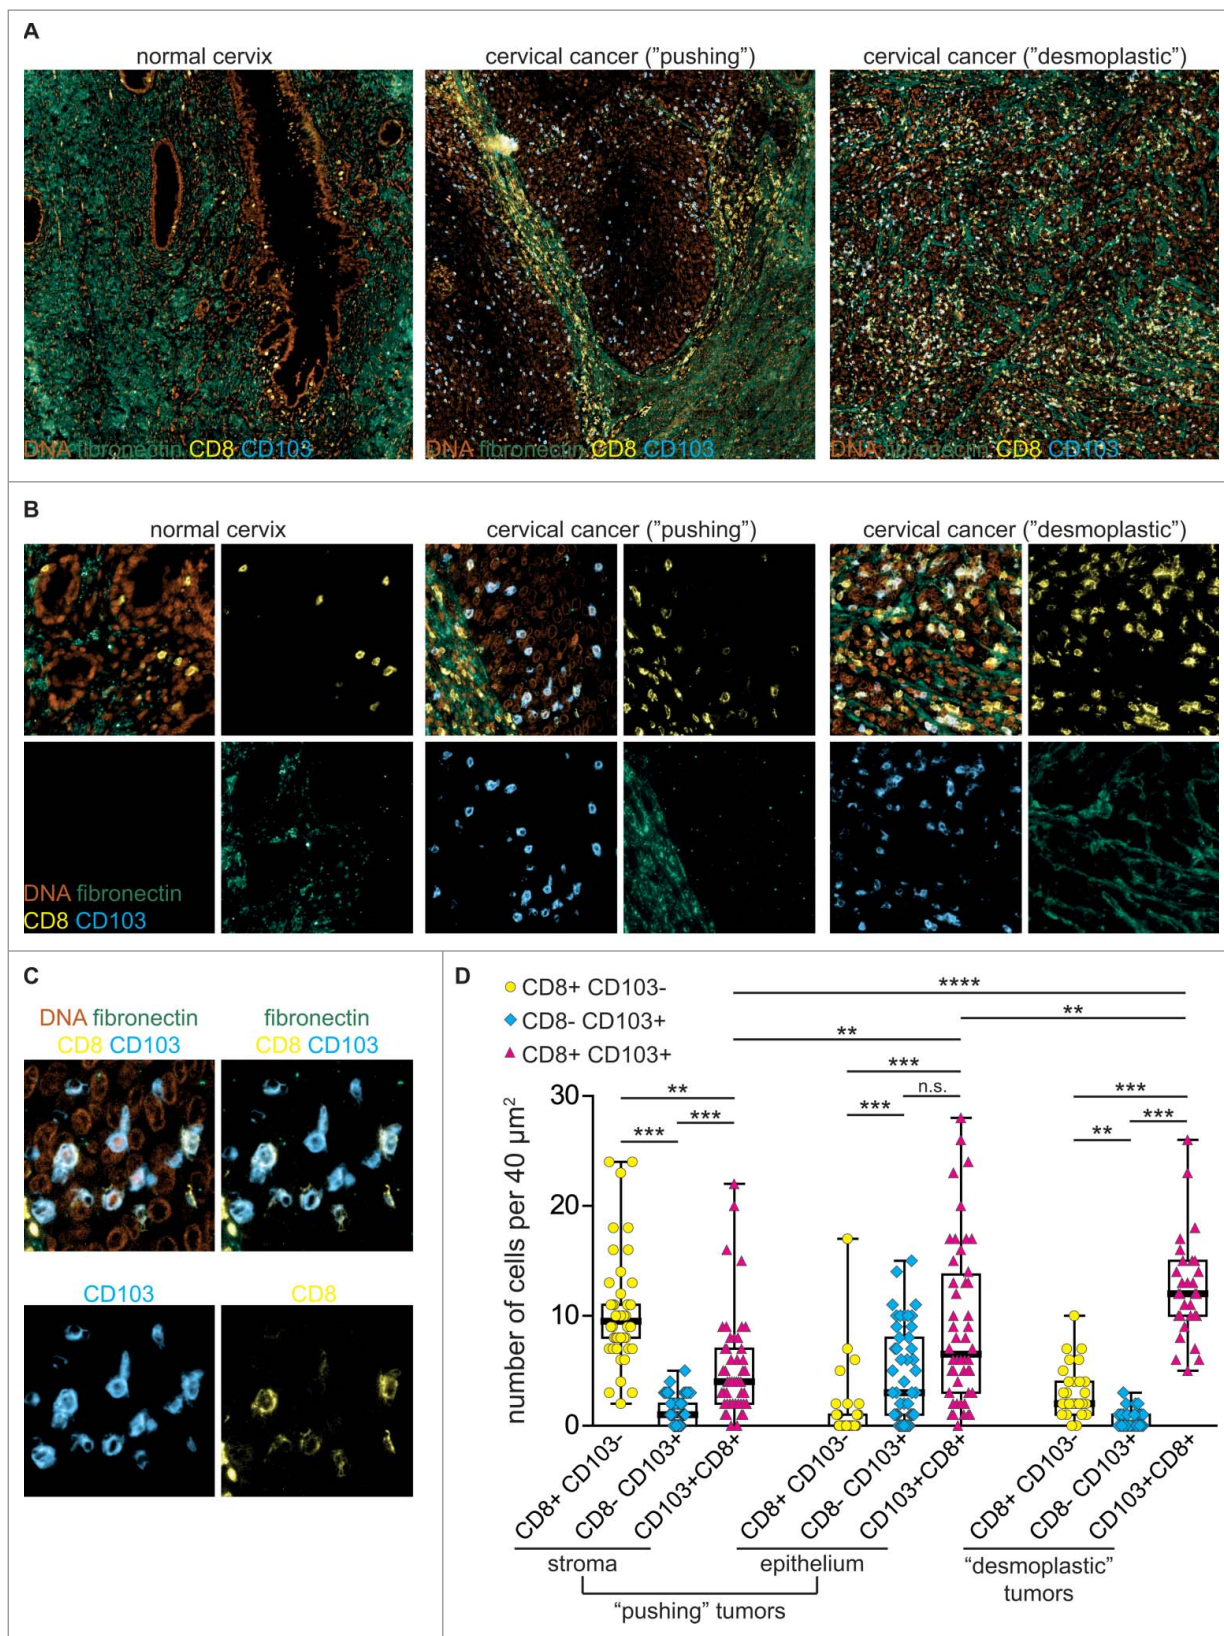 A
normal cervix
cervical cancer ("pushing")
cervical cancer ("desmoplastic")
DNA fibronectin CD8 CD103
DNA fibronectin CD8 CD103
DNA fibronectin CD8 CD103
B
normal cervix
cervical cancer ("pushing")
cervical cancer ("desmoplastic")
DNA fibronectin
CD8 CD103
C
DNA fibronectin
CD8 CD103
fibronectin
CD8 CD103
CD103
CD8
D
CD8+ CD103-
CD8- CD103+
CD8+ CD103+
****
**
**
***
n.s.
***
**
***
***
***
***
**
number of cells per 40 µm²
30
20
10
0
CD8+ CD103-
CD8- CD103+
CD103+CD8+
CD8+ CD103-
CD8- CD103+
CD103+CD8+
CD8+ CD103-
CD8- CD103+
CD103+CD8+
stroma
epithelium
"desmoplastic"
tumors
"pushing" tumors